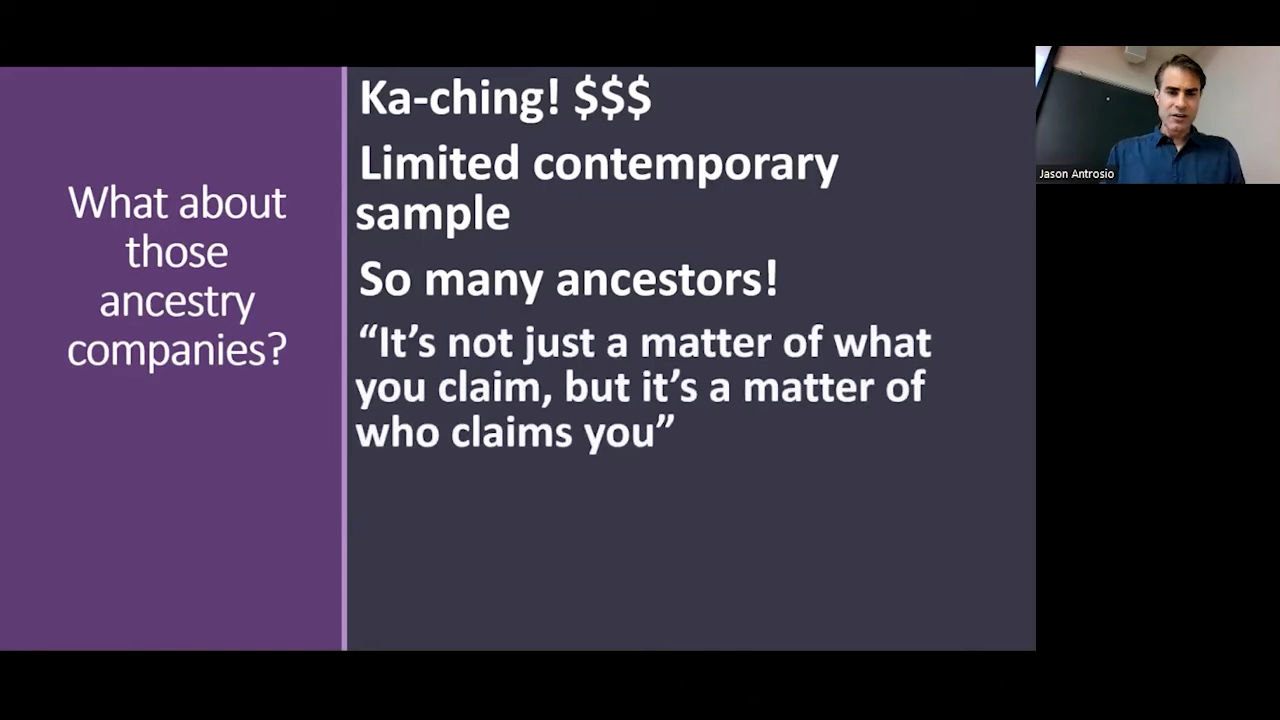 What about
those
ancestry
companies?
Ka-ching! $$$
Limited contemporary
sample
So many ancestors!
“It’s not just a matter of what
you claim, but it’s a matter of
who claims you”
Jason Antrosio